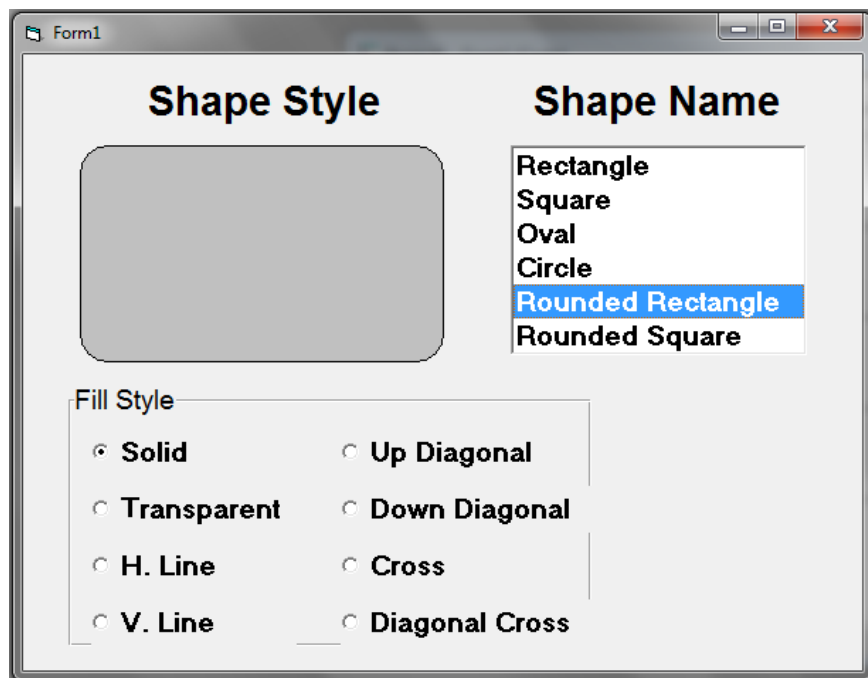 Form1
Shape Style
Shape Name
Rectangle
Square
Oval
Circle
Rounded Rectangle
Rounded Square
Fill Style
Solid
Up Diagonal
Transparent
Down Diagonal
H. Line
Cross
V. Line
Diagonal Cross